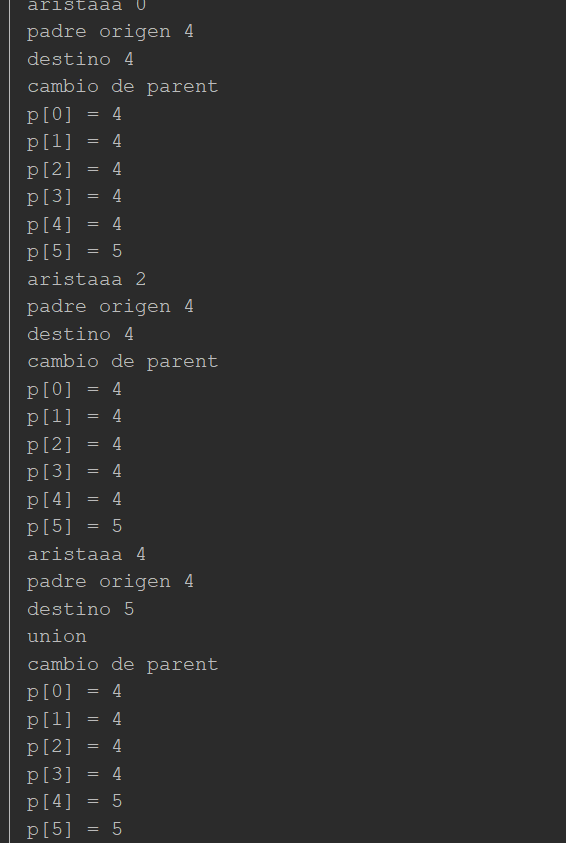 aristaaa 0
padre origen 4
destino 4
cambio de parent
p[0] = 4
p[1] = 4
p[2] = 4
p[3] = 4
p[4] = 4
p[5] = 5
aristaaa 2
padre origen 4
destino 4
cambio de parent
p[0] = 4
p[1] = 4
p[2] = 4
p[3] = 4
p[4] = 4
p[5] = 5
aristaaa 4
padre origen 4
destino 5
union
cambio de parent
p[0] = 4
p[1] = 4
p[2] = 4
p[3] = 4
p[4] = 5
p[5] = 5